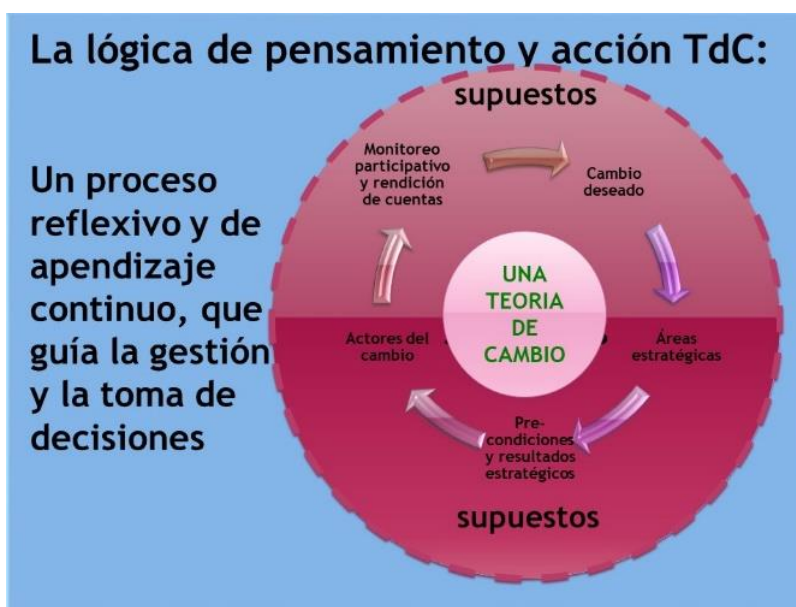 La lógica de pensamiento y acción TdC:
supuestos
Un proceso
reflexivo y de
apendizaje
continuo, que
guía la gestión
y la toma de
decisiones
Monitoreo
participativo
y rendición
de cuentas
Cambio
deseado
Áreas
estratégicas
Pre-
condiciones
y resultados
estratégicos
Actores del
cambio
UNA
TEORIA
DE
CAMBIO
supuestos